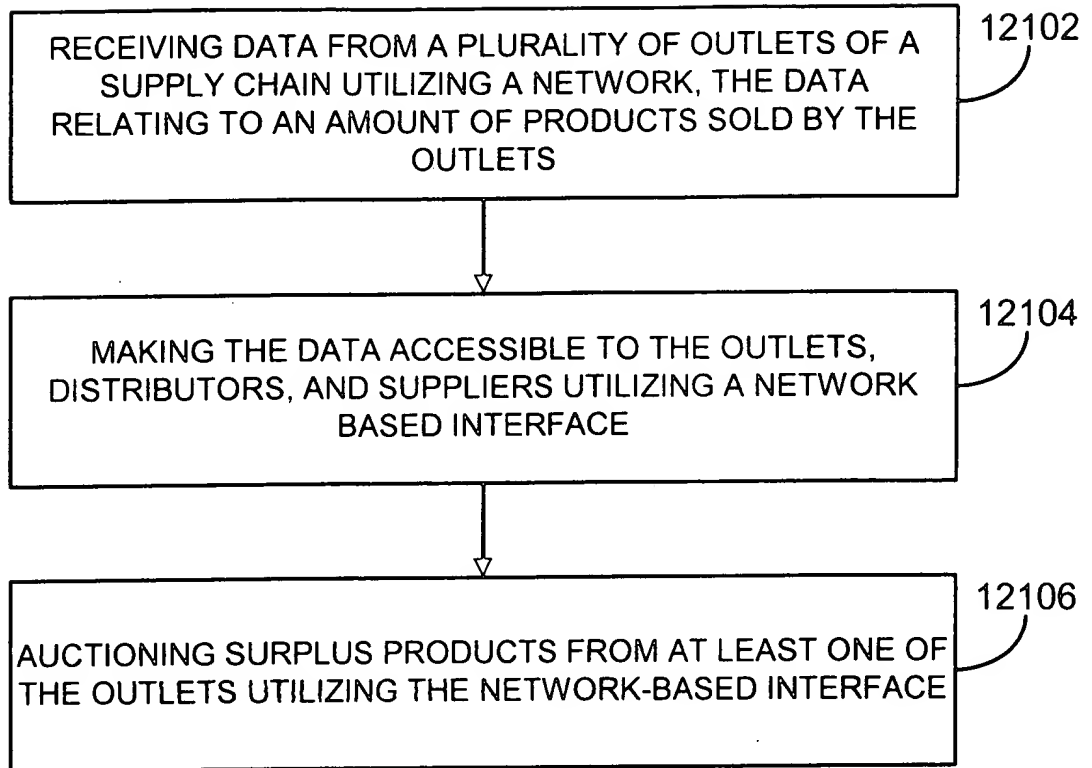 RECEIVING DATA FROM A PLURALITY OF OUTLETS OF A
SUPPLY CHAIN UTILIZING A NETWORK, THE DATA
RELATING TO AN AMOUNT OF PRODUCTS SOLD BY THE
OUTLETS
12102
MAKING THE DATA ACCESSIBLE TO THE OUTLETS,
DISTRIBUTORS, AND SUPPLIERS UTILIZING A NETWORK
BASED INTERFACE
12104
AUCTIONING SURPLUS PRODUCTS FROM AT LEAST ONE OF
THE OUTLETS UTILIZING THE NETWORK-BASED INTERFACE
12106